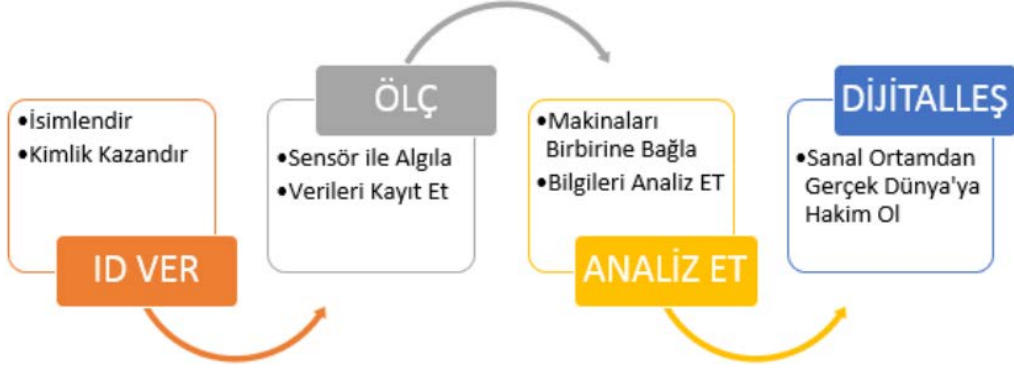 •İsimlendir
•Kimlik Kazandır
ID VER
ÖLÇ
•Sensör ile Algıla
•Verileri Kayıt Et
•Makinaları
Birbirine Bağla
•Bilgileri Analiz ET
ANALİZ ET
DİJİTALLEŞ
•Sanal Ortamdan
Gerçek Dünya'ya
Hakim Ol